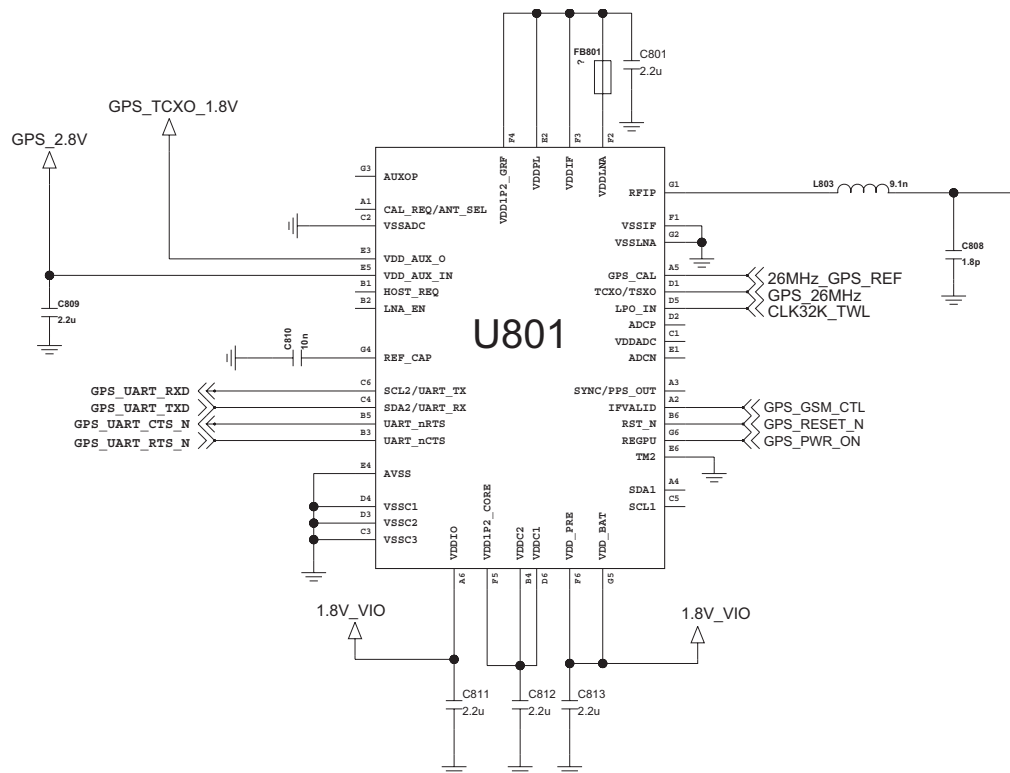 FB801
?
C801
2.2u
GPS_TCXO_1.8V
GPS_2.8V
F4
E2
F3
F2
VDD1P2_GRF
VDDPL
VDDIF
VDDLNA
G3
AUXOP
A1
CAL_REQ/ANT_SEL
C2
VSSADC
E3
VDD_AUX_O
E5
VDD_AUX_IN
B1
HOST_REQ
B2
LNA_EN
C809
2.2u
C810
10n
G4
REF_CAP
GPS_UART_RXD
C6
SCL2/UART_TX
GPS_UART_TXD
C4
SDA2/UART_RX
GPS_UART_CTS_N
B5
UART_nRTS
GPS_UART_RTS_N
B3
UART_nCTS
E4
AVSS
D4
VSSC1
D3
VSSC2
C3
VSSC3
U801
RFIP
G1
L803
9.1n
C808
1.8p
VSSIF
F1
VSSLNA
G2
GPS_CAL
A5
26MHz_GPS_REF
TCXO/TSXO
D1
GPS_26MHz
LPO_IN
D5
CLK32K_TWL
ADCP
D2
VDDADC
C1
ADCN
E1
SYNC/PPS_OUT
A3
IFVALID
A2
GPS_GSM_CTL
RST_N
B6
GPS_RESET_N
REGPU
G6
GPS_PWR_ON
TM2
E6
SDA1
A4
SCL1
C5
VDDIO
VDD1P2_CORE
VDDC2
VDDC1
VDD_PRE
VDD_BAT
A6
F5
B4
D6
F6
G5
1.8V_VIO
1.8V_VIO
C811
2.2u
C812
2.2u
C813
2.2u